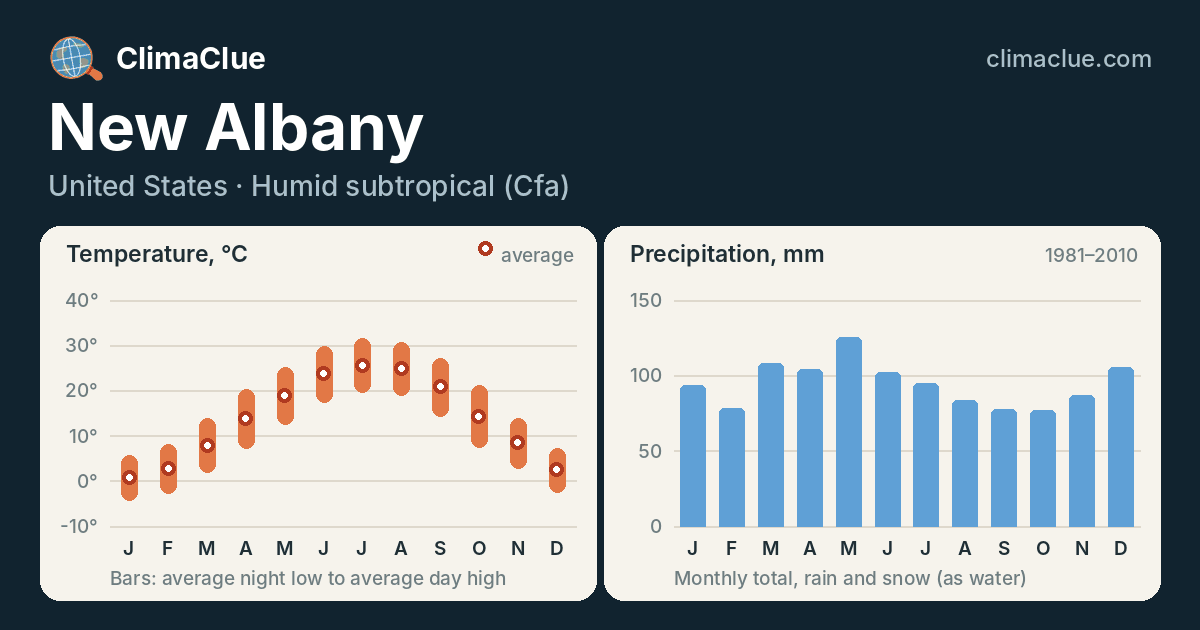 ClimaClue
climaclue.com
New Albany
United States · Humid subtropical (Cfa)
Temperature, °C
average
40°
30°
20°
10°
0°
-10°
J F M A M J J A S O N D
Bars: average night low to average day high
Precipitation, mm
1981–2010
150
100
50
0
J F M A M J J A S O N D
Monthly total, rain and snow (as water)